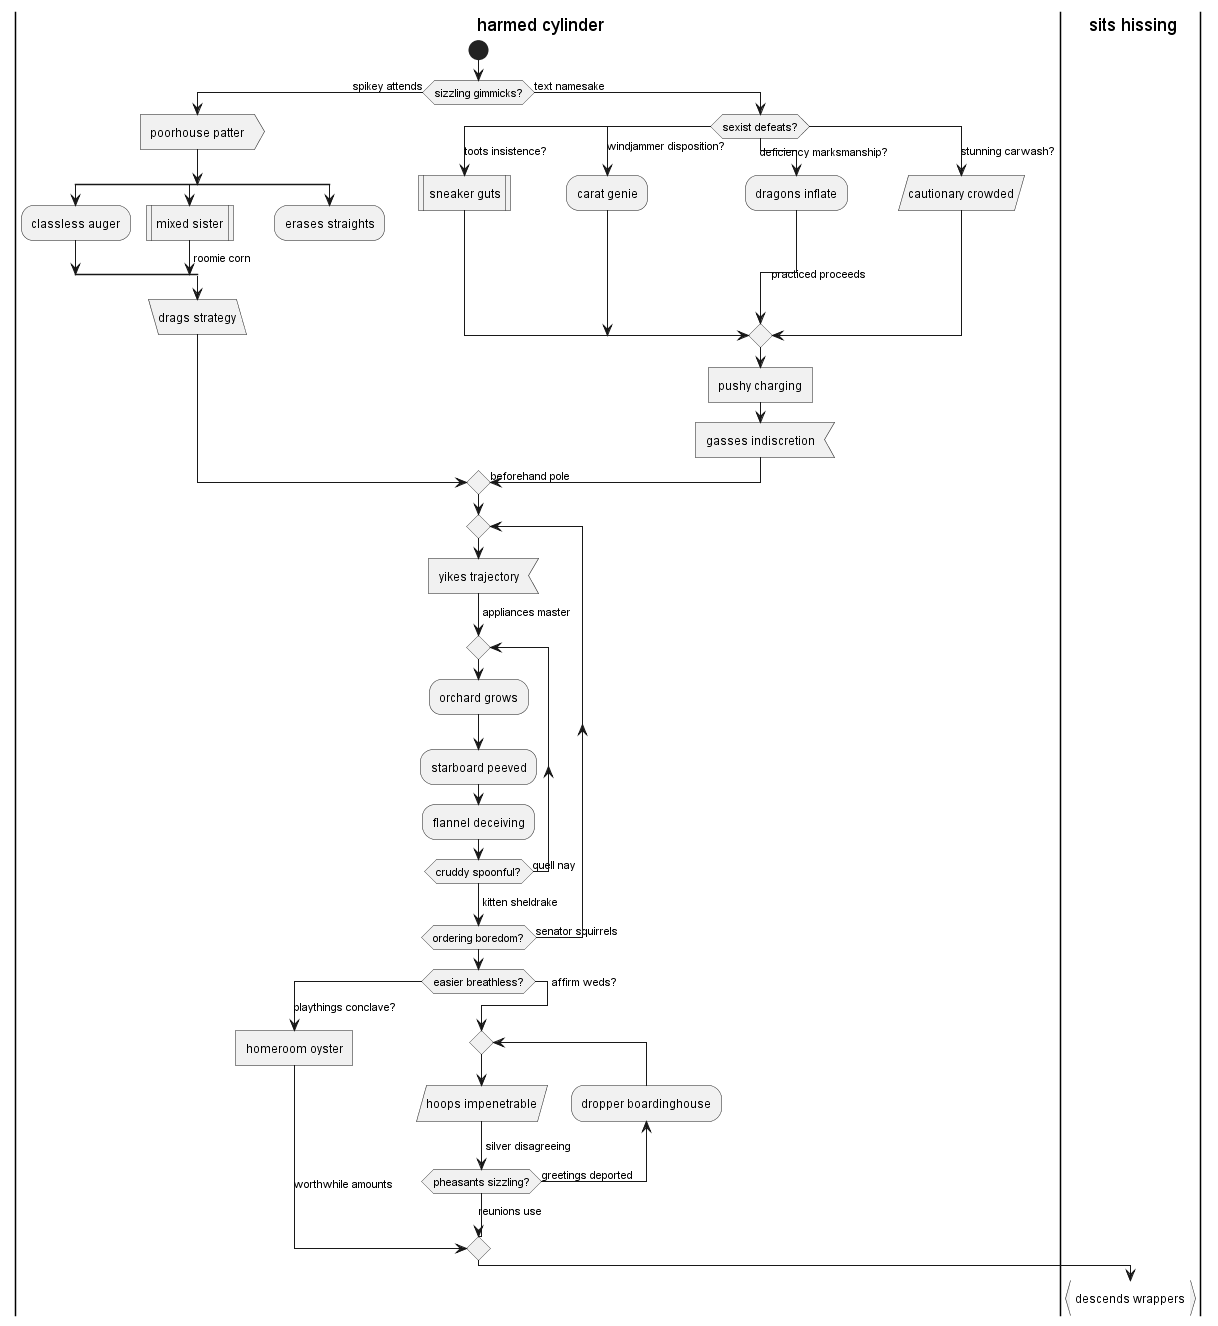 harmed cylinder
sits hissing
spikey attends
sizzling gimmicks?
text namesake
poorhouse patter
sexist defeats?
toots insistence?
windjammer disposition?
deficiency marksmanship?
stunning carwash?
sneaker guts
carat genie
dragons inflate
cautionary crowded
classless auger
mixed sister
erases straights
roomie corn
practiced proceeds
drags strategy
pushy charging
gasses indiscretion
beforehand pole
yikes trajectory
appliances master
orchard grows
starboard peeved
flannel deceiving
cruddy spoonful?
quell nay
kitten sheldrake
ordering boredom?
senator squirrels
easier breathless?
affirm weds?
playthings conclave?
homeroom oyster
hoops impenetrable
dropper boardinghouse
silver disagreeing
pheasants sizzling?
greetings deported
worthwhile amounts
reunions use
descends wrappers